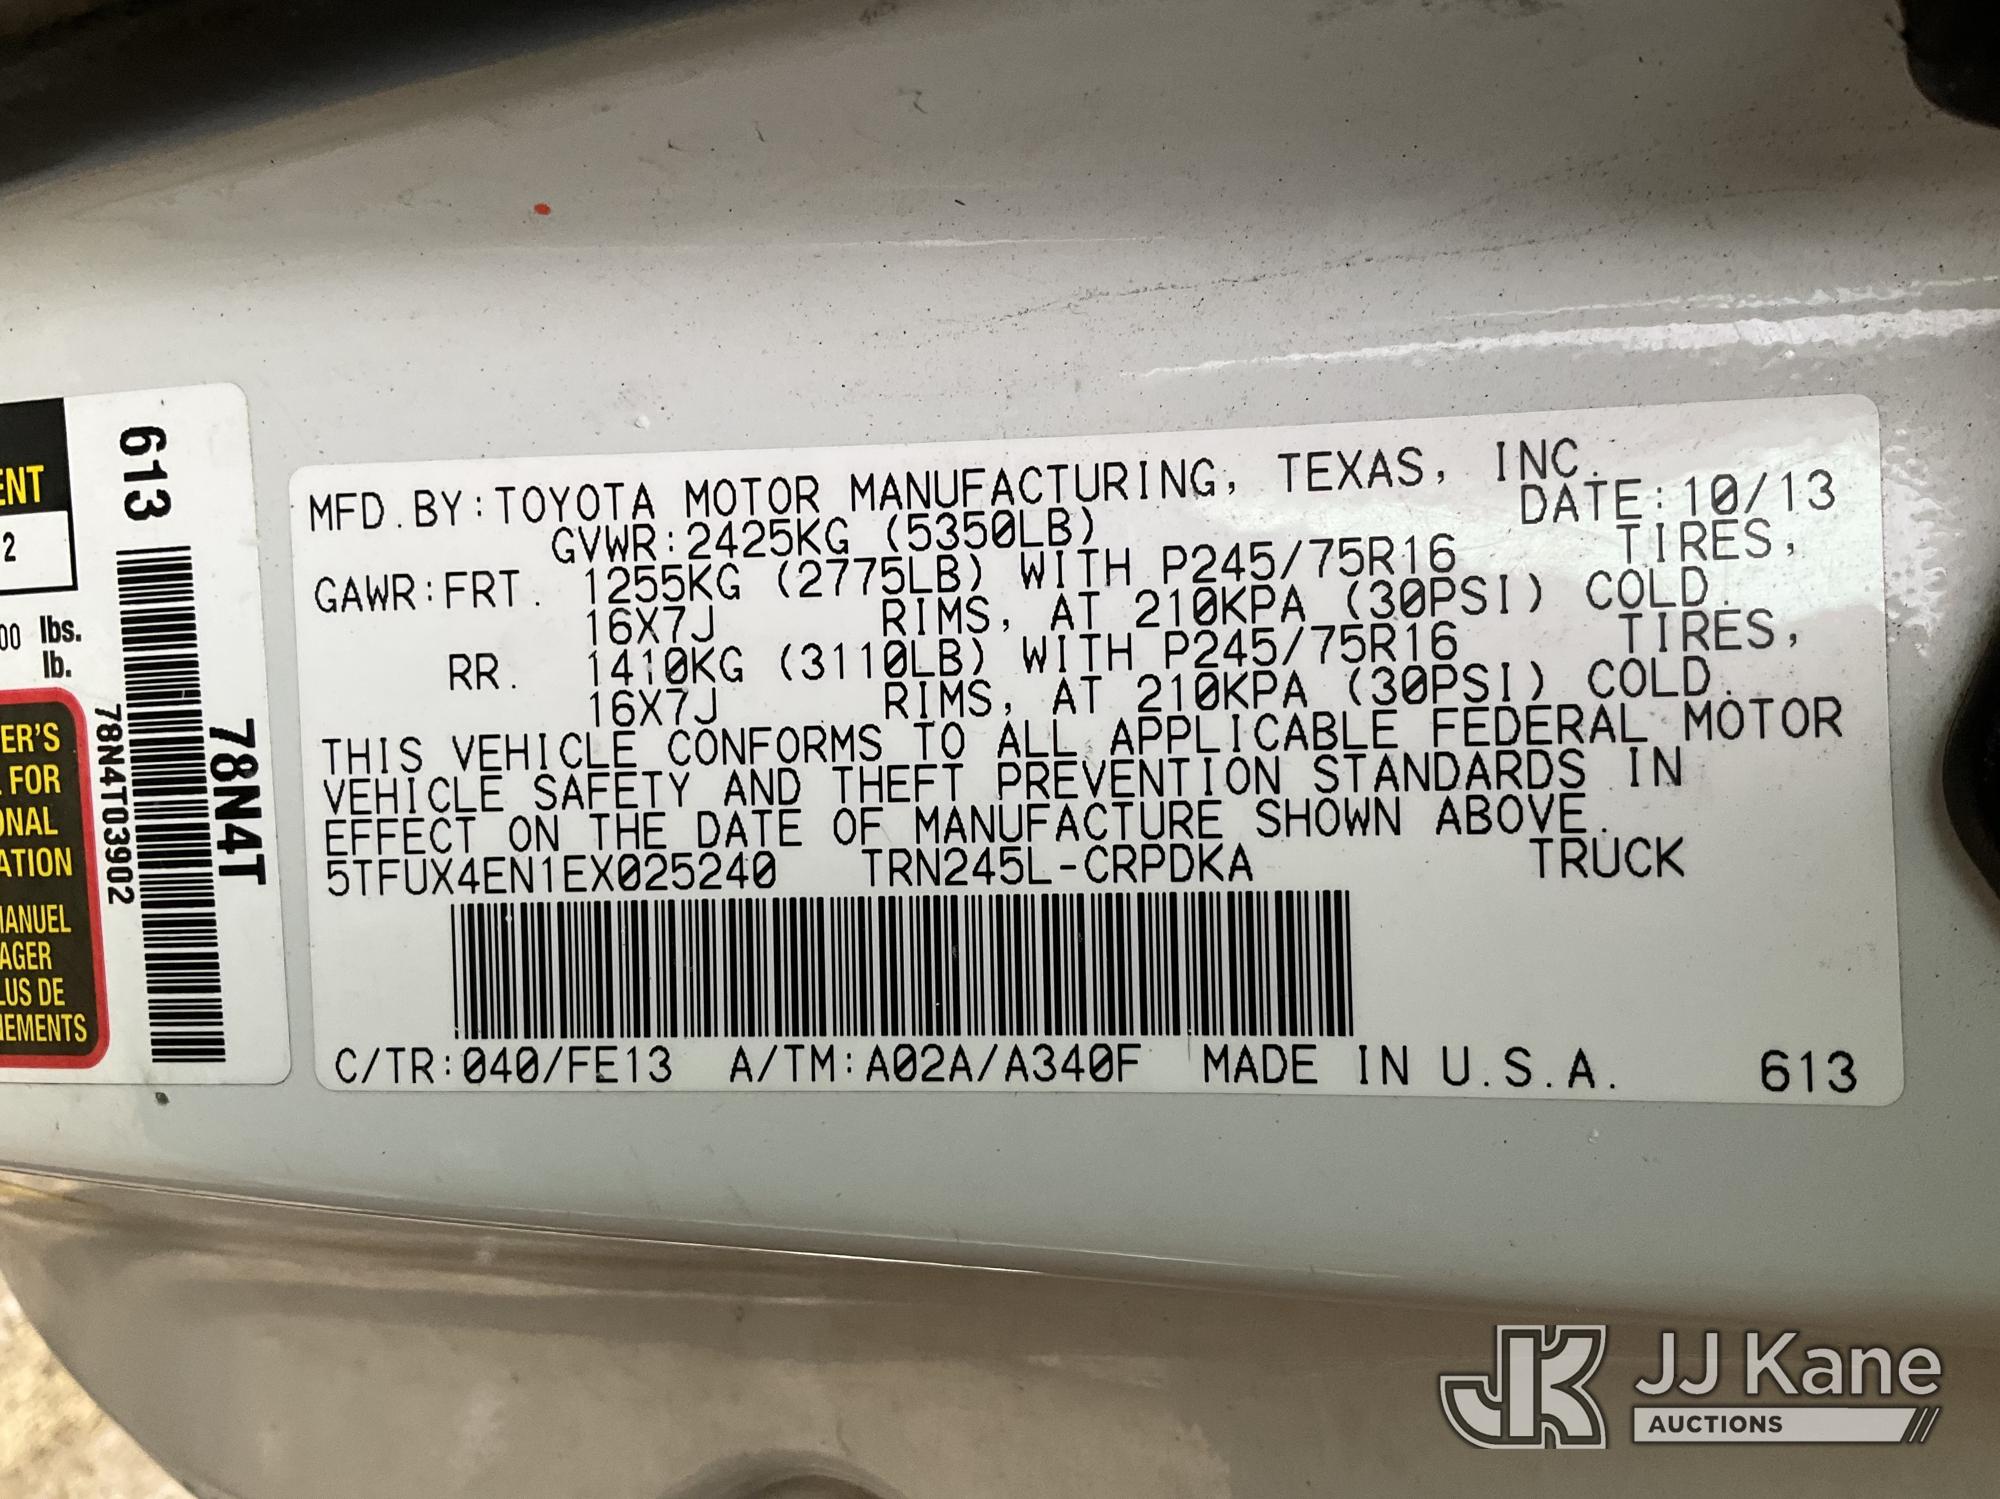 MFD.BY:TOYOTA MOTOR MANUFACTURING, TEXAS, INC.
DATE:10/13
GVWR:2425KG (5350LB)
GAWR:FRT. 1255KG (2775LB) WITH P245/75R16 TIRES,
16X7J RIMS, AT 210KPA (30PSI) COLD.
RR. 1410KG (3110LB) WITH P245/75R16 TIRES,
16X7J RIMS, AT 210KPA (30PSI) COLD.
THIS VEHICLE CONFORMS TO ALL APPLICABLE FEDERAL MOTOR
VEHICLE SAFETY AND THEFT PREVENTION STANDARDS IN
EFFECT ON THE DATE OF MANUFACTURE SHOWN ABOVE.
5TFUX4EN1EX025240 TRN245L-CRPDKA TRUCK
C/TR:040/FE13 A/TM:A02A/A340F MADE IN U.S.A. 613
613
78N4T
78N4T03902
ENT
2
00 lbs.
lb.
ER'S
FOR
ONAL
ATION
MANUEL
AGER
LUS DE
NEMENTS
JK JJ Kane
AUCTIONS